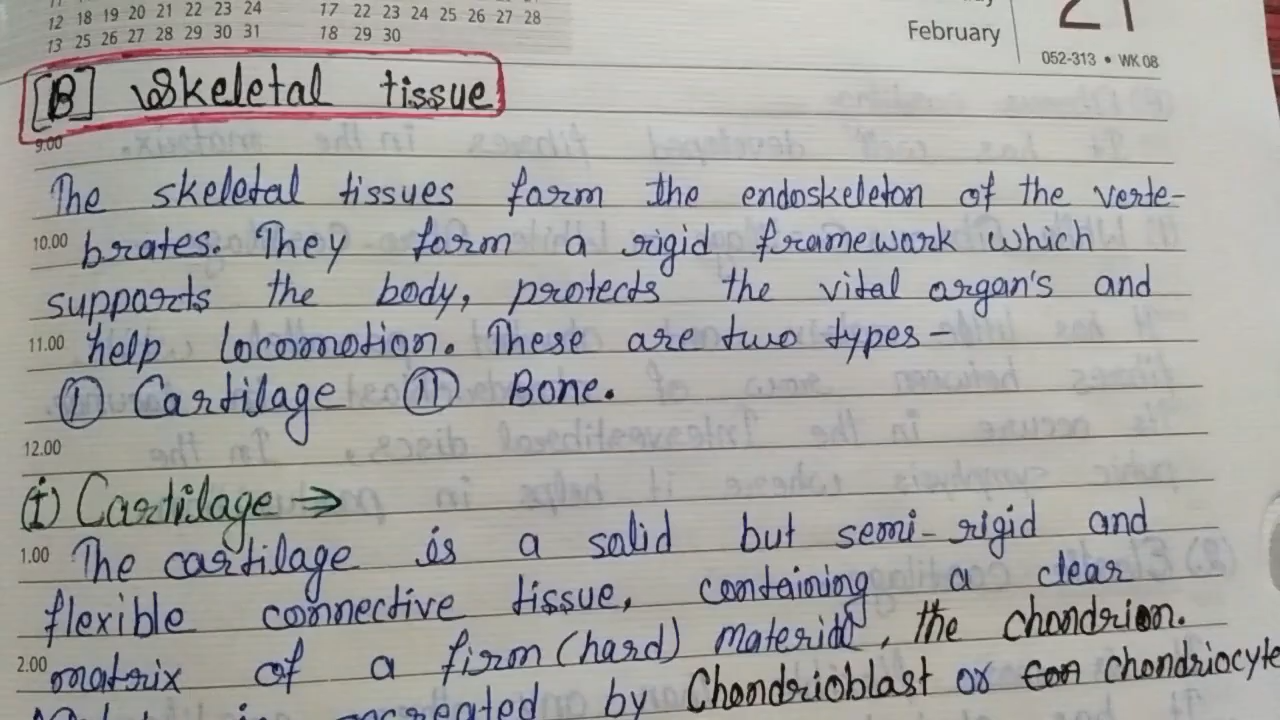 12 18 19 20 21 22 23 24 17 22 23 24 25 26 27 28
13 25 26 27 28 29 30 31 18 29 30
February
21
052-313 • WK 08
[B] Skeletal tissue
9.00
The skeletal tissues form the endoskeleton of the verte-
10.00 brates. They form a rigid framework which
supports the body, protects the vital organ's and
11.00 help locomotion. These are two types –
(I) Cartilage (II) Bone.
12.00
(i) Cartilage →
1.00 The cartilage is a solid but semi-rigid and
flexible connective tissue, containing a clear
2.00 matrix of a firm (hard) material, the chondrion.
by Chondrioblast or chondriocyte